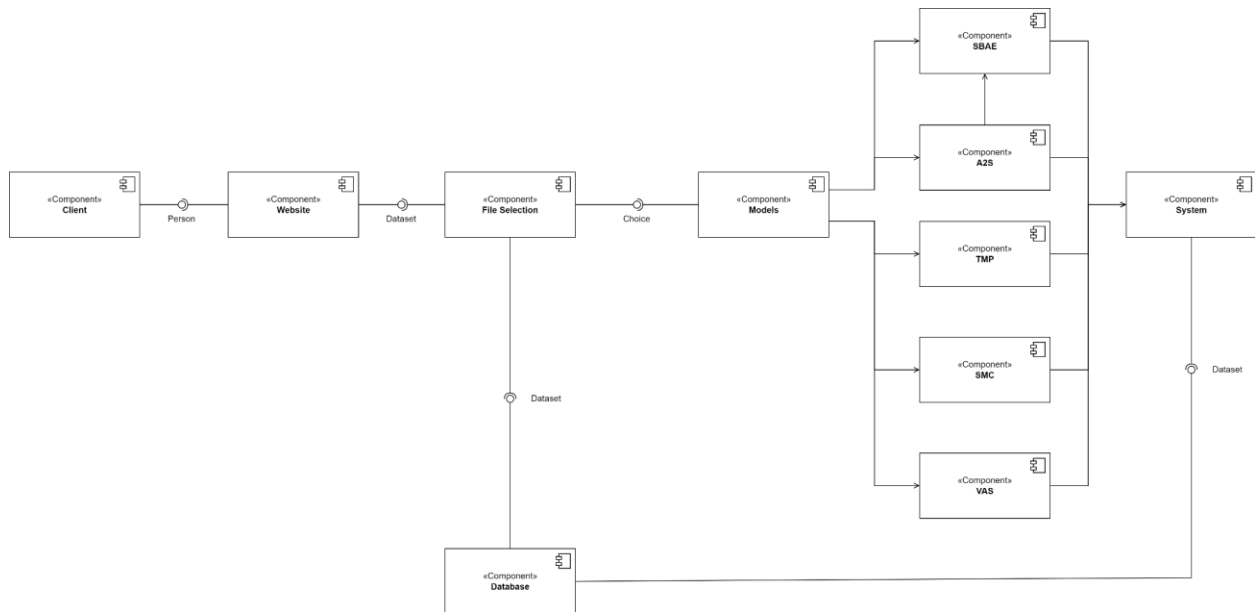 «Component»
SBAE
«Component»
A2S
«Component»
Client
Person
«Component»
Website
Dataset
«Component»
File Selection
Choice
«Component»
Models
«Component»
System
«Component»
TMP
«Component»
SMC
Dataset
Dataset
«Component»
VAS
«Component»
Database